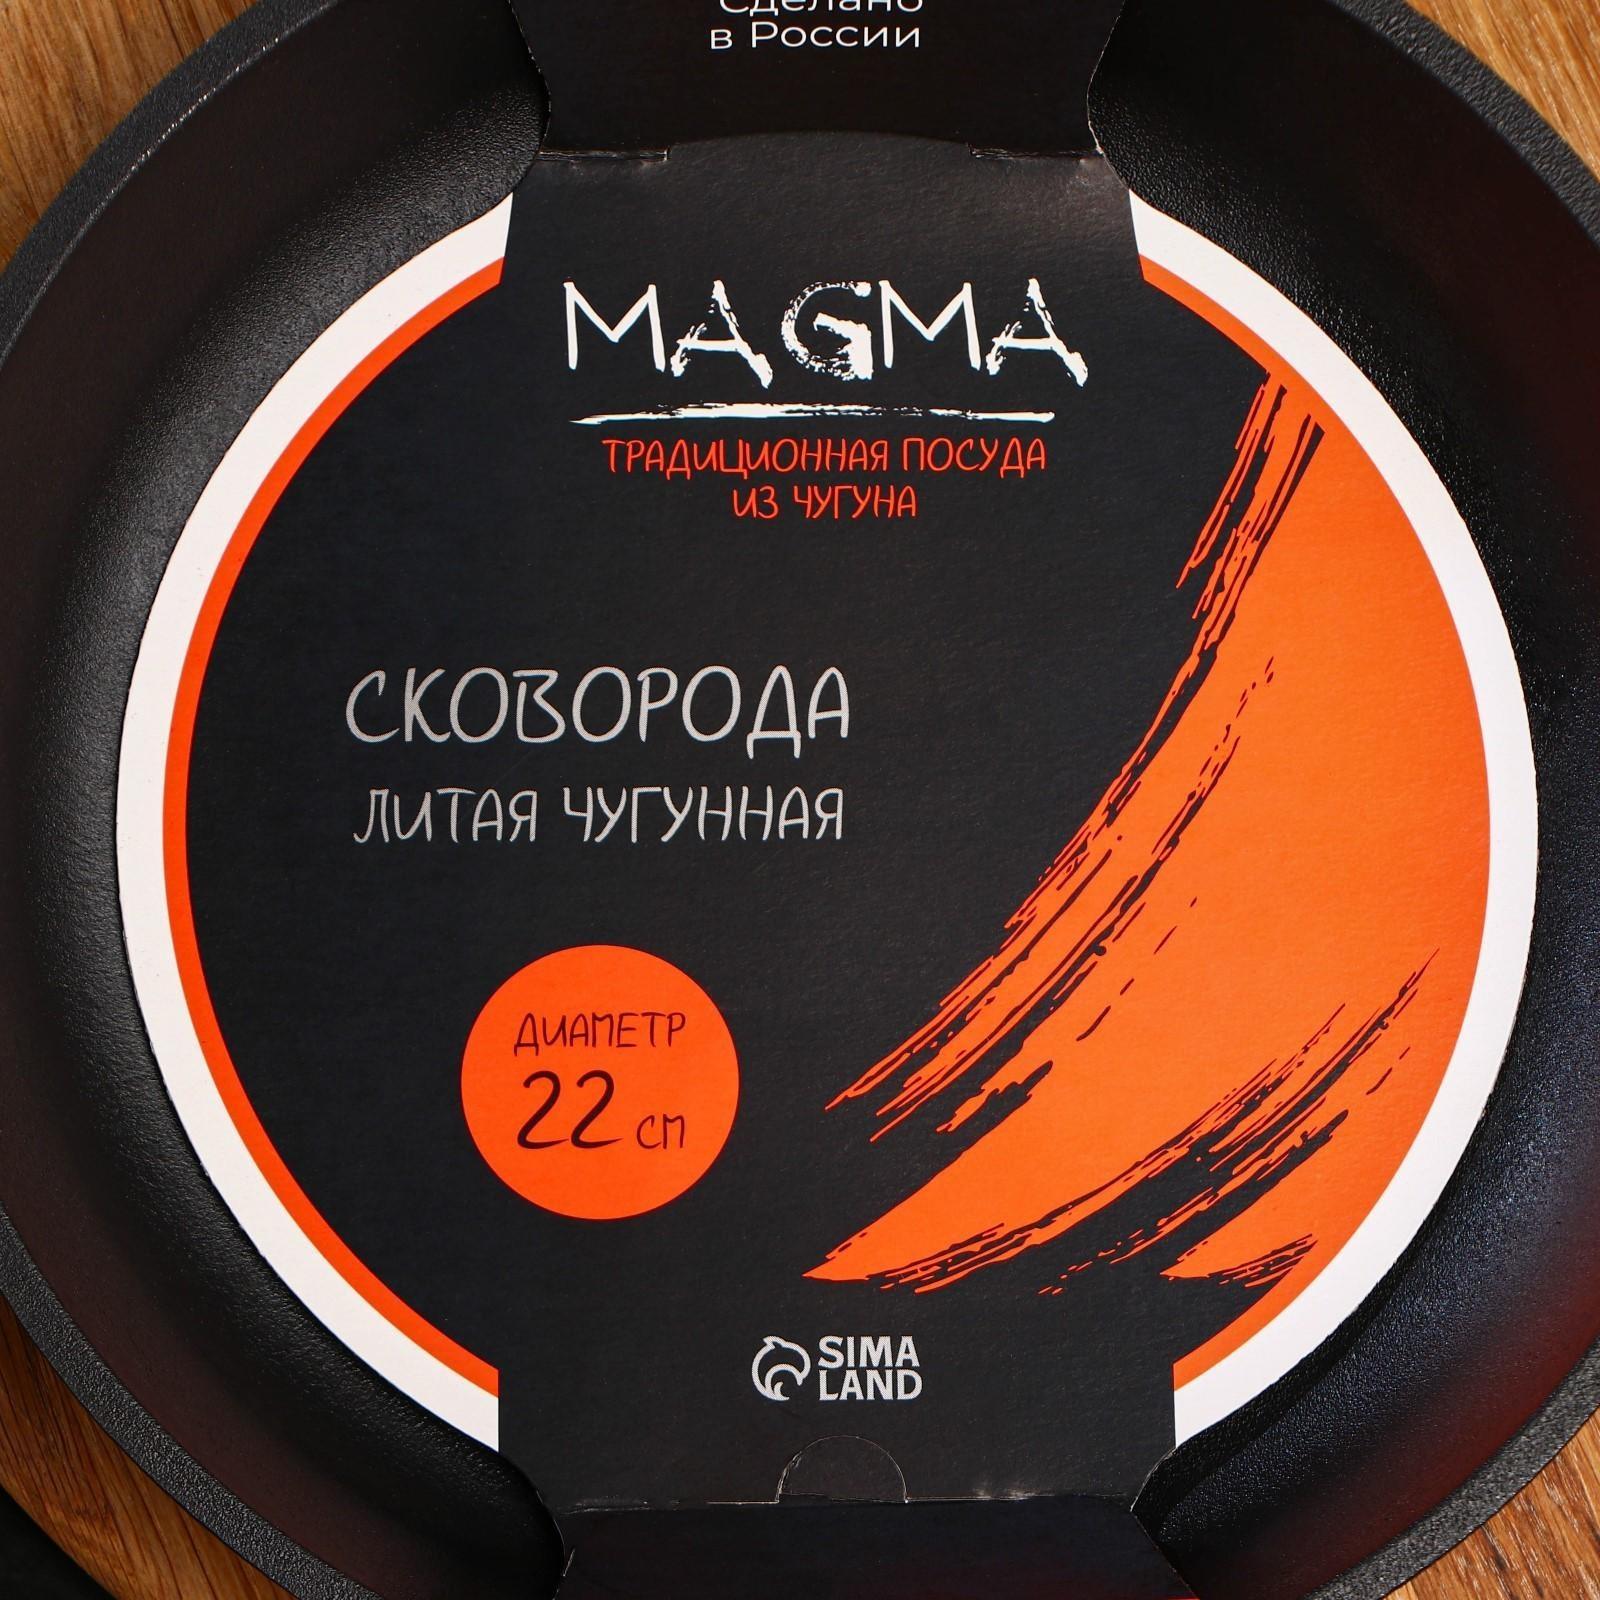 Сделано
в России
MAGMA
ТРАДИЦИОННАЯ ПОСУДА
ИЗ ЧУГУНА
СКОВОРОДА
ЛИТАЯ ЧУГУННАЯ
ДИАМЕТР
22 СМ
SIMA
LAND